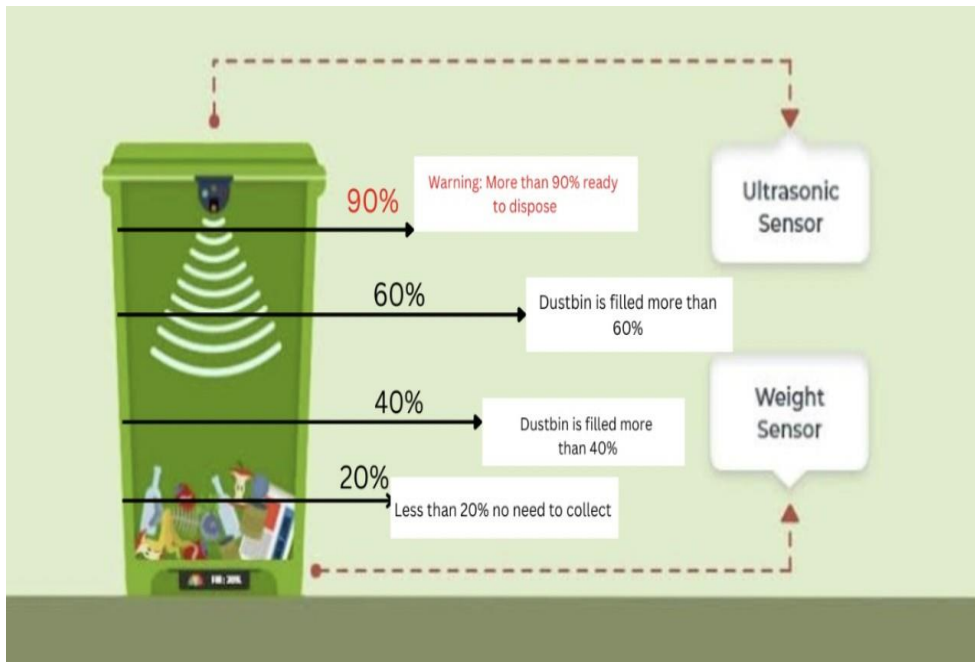 90%
Warning: More than 90% ready
to dispose
Ultrasonic
Sensor
60%
Dustbin is filled more than
60%
40%
Dustbin is filled more
than 40%
Weight
Sensor
20%
Less than 20% no need to collect